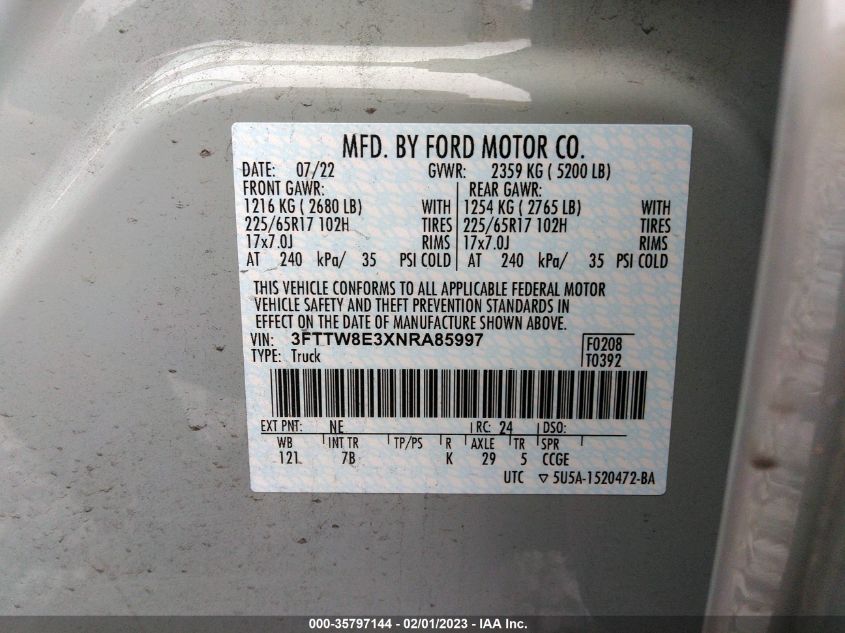 MFD. BY FORD MOTOR CO.
DATE: 07/22 GVWR: 2359 KG ( 5200 LB)
FRONT GAWR: REAR GAWR:
1216 KG ( 2680 LB) WITH 1254 KG ( 2765 LB) WITH
225/65R17 102H TIRES 225/65R17 102H TIRES
17x7.0J RIMS 17x7.0J RIMS
AT 240 kPa/ 35 PSI COLD AT 240 kPa/ 35 PSI COLD
THIS VEHICLE CONFORMS TO ALL APPLICABLE FEDERAL MOTOR
VEHICLE SAFETY AND THEFT PREVENTION STANDARDS IN
EFFECT ON THE DATE OF MANUFACTURE SHOWN ABOVE.
VIN: 3FTTW8E3XNRA85997 F0208
TYPE: Truck T0392
EXT PNT: NE RC: 24 DSO:
WB INT TR TP/PS R AXLE TR SPR
121 7B K 29 5 CCGE
UTC ▽ 5U5A-1520472-BA
000-35797144 - 02/01/2023 - IAA Inc.